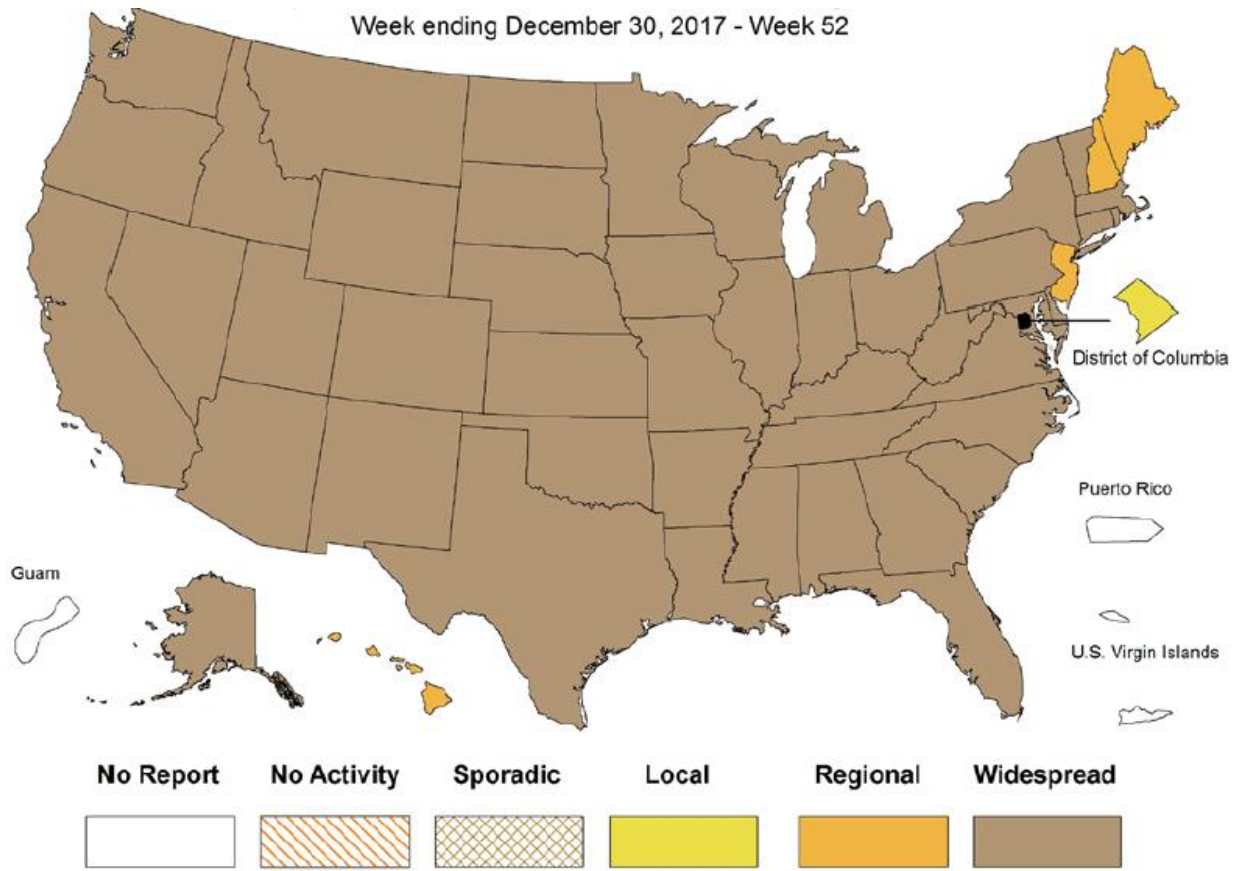 Week ending December 30, 2017 - Week 52
District of Columbia
Puerto Rico
Guam
U.S. Virgin Islands
No Report No Activity Sporadic Local Regional Widespread